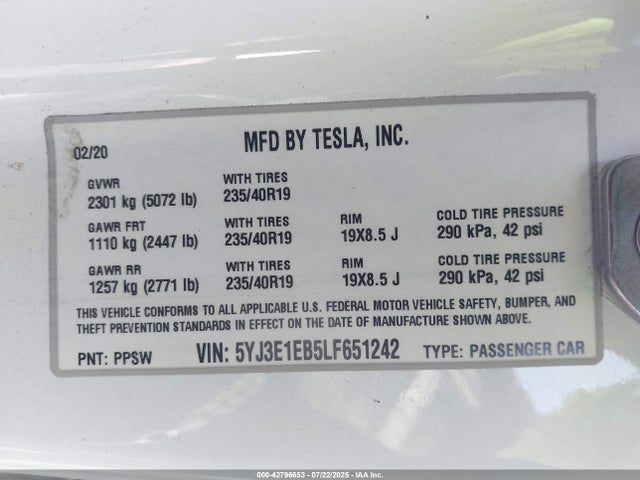 02/20 MFD BY TESLA, INC.
GVWR WITH TIRES
2301 kg (5072 lb) 235/40R19
GAWR FRT WITH TIRES RIM COLD TIRE PRESSURE
1110 kg (2447 lb) 235/40R19 19X8.5 J 290 kPa, 42 psi
GAWR RR WITH TIRES RIM COLD TIRE PRESSURE
1257 kg (2771 lb) 235/40R19 19X8.5 J 290 kPa, 42 psi
THIS VEHICLE CONFORMS TO ALL APPLICABLE U.S. FEDERAL MOTOR VEHICLE SAFETY, BUMPER, AND
THEFT PREVENTION STANDARDS IN EFFECT ON THE DATE OF MANUFACTURE SHOWN ABOVE.
PNT: PPSW VIN: 5YJ3E1EB5LF651242 TYPE: PASSENGER CAR
000-42796653 - 07/22/2025 - IAA Inc.